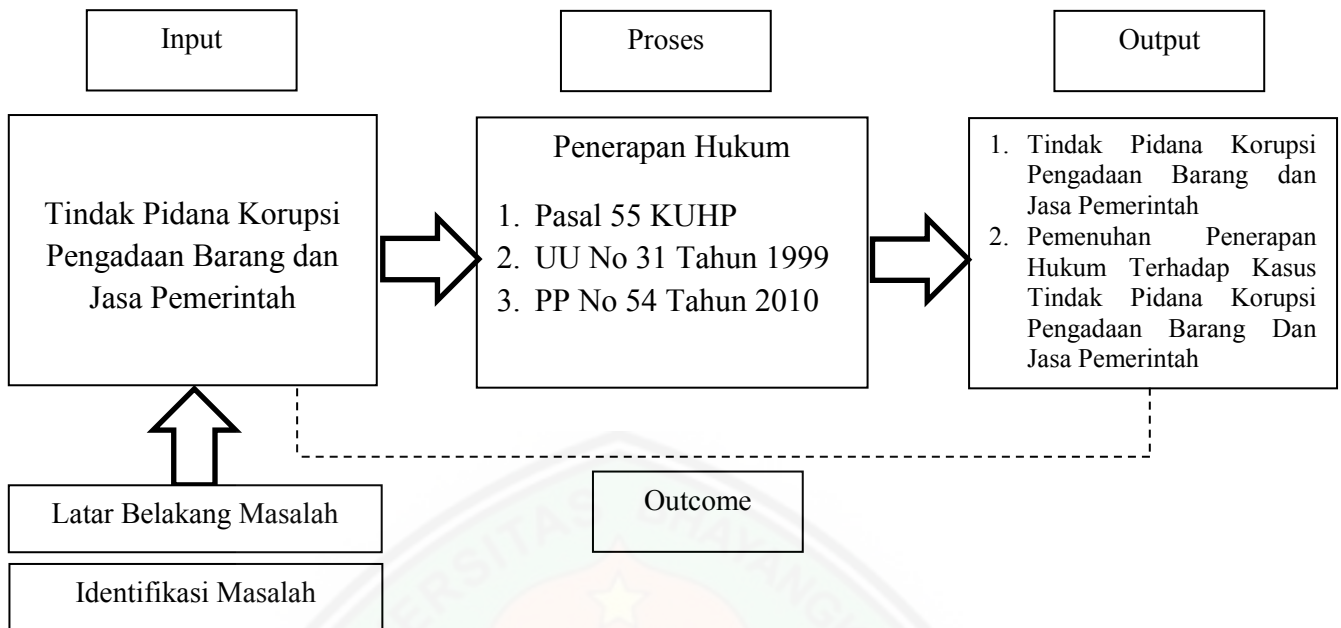 Input
Proses
Output
Tindak Pidana Korupsi
Pengadaan Barang dan
Jasa Pemerintah
Penerapan Hukum
1. Pasal 55 KUHP
2. UU No 31 Tahun 1999
3. PP No 54 Tahun 2010
1. Tindak Pidana Korupsi
Pengadaan Barang dan
Jasa Pemerintah
2. Pemenuhan Penerapan
Hukum Terhadap Kasus
Tindak Pidana Korupsi
Pengadaan Barang Dan
Jasa Pemerintah
Latar Belakang Masalah
Outcome
Identifikasi Masalah